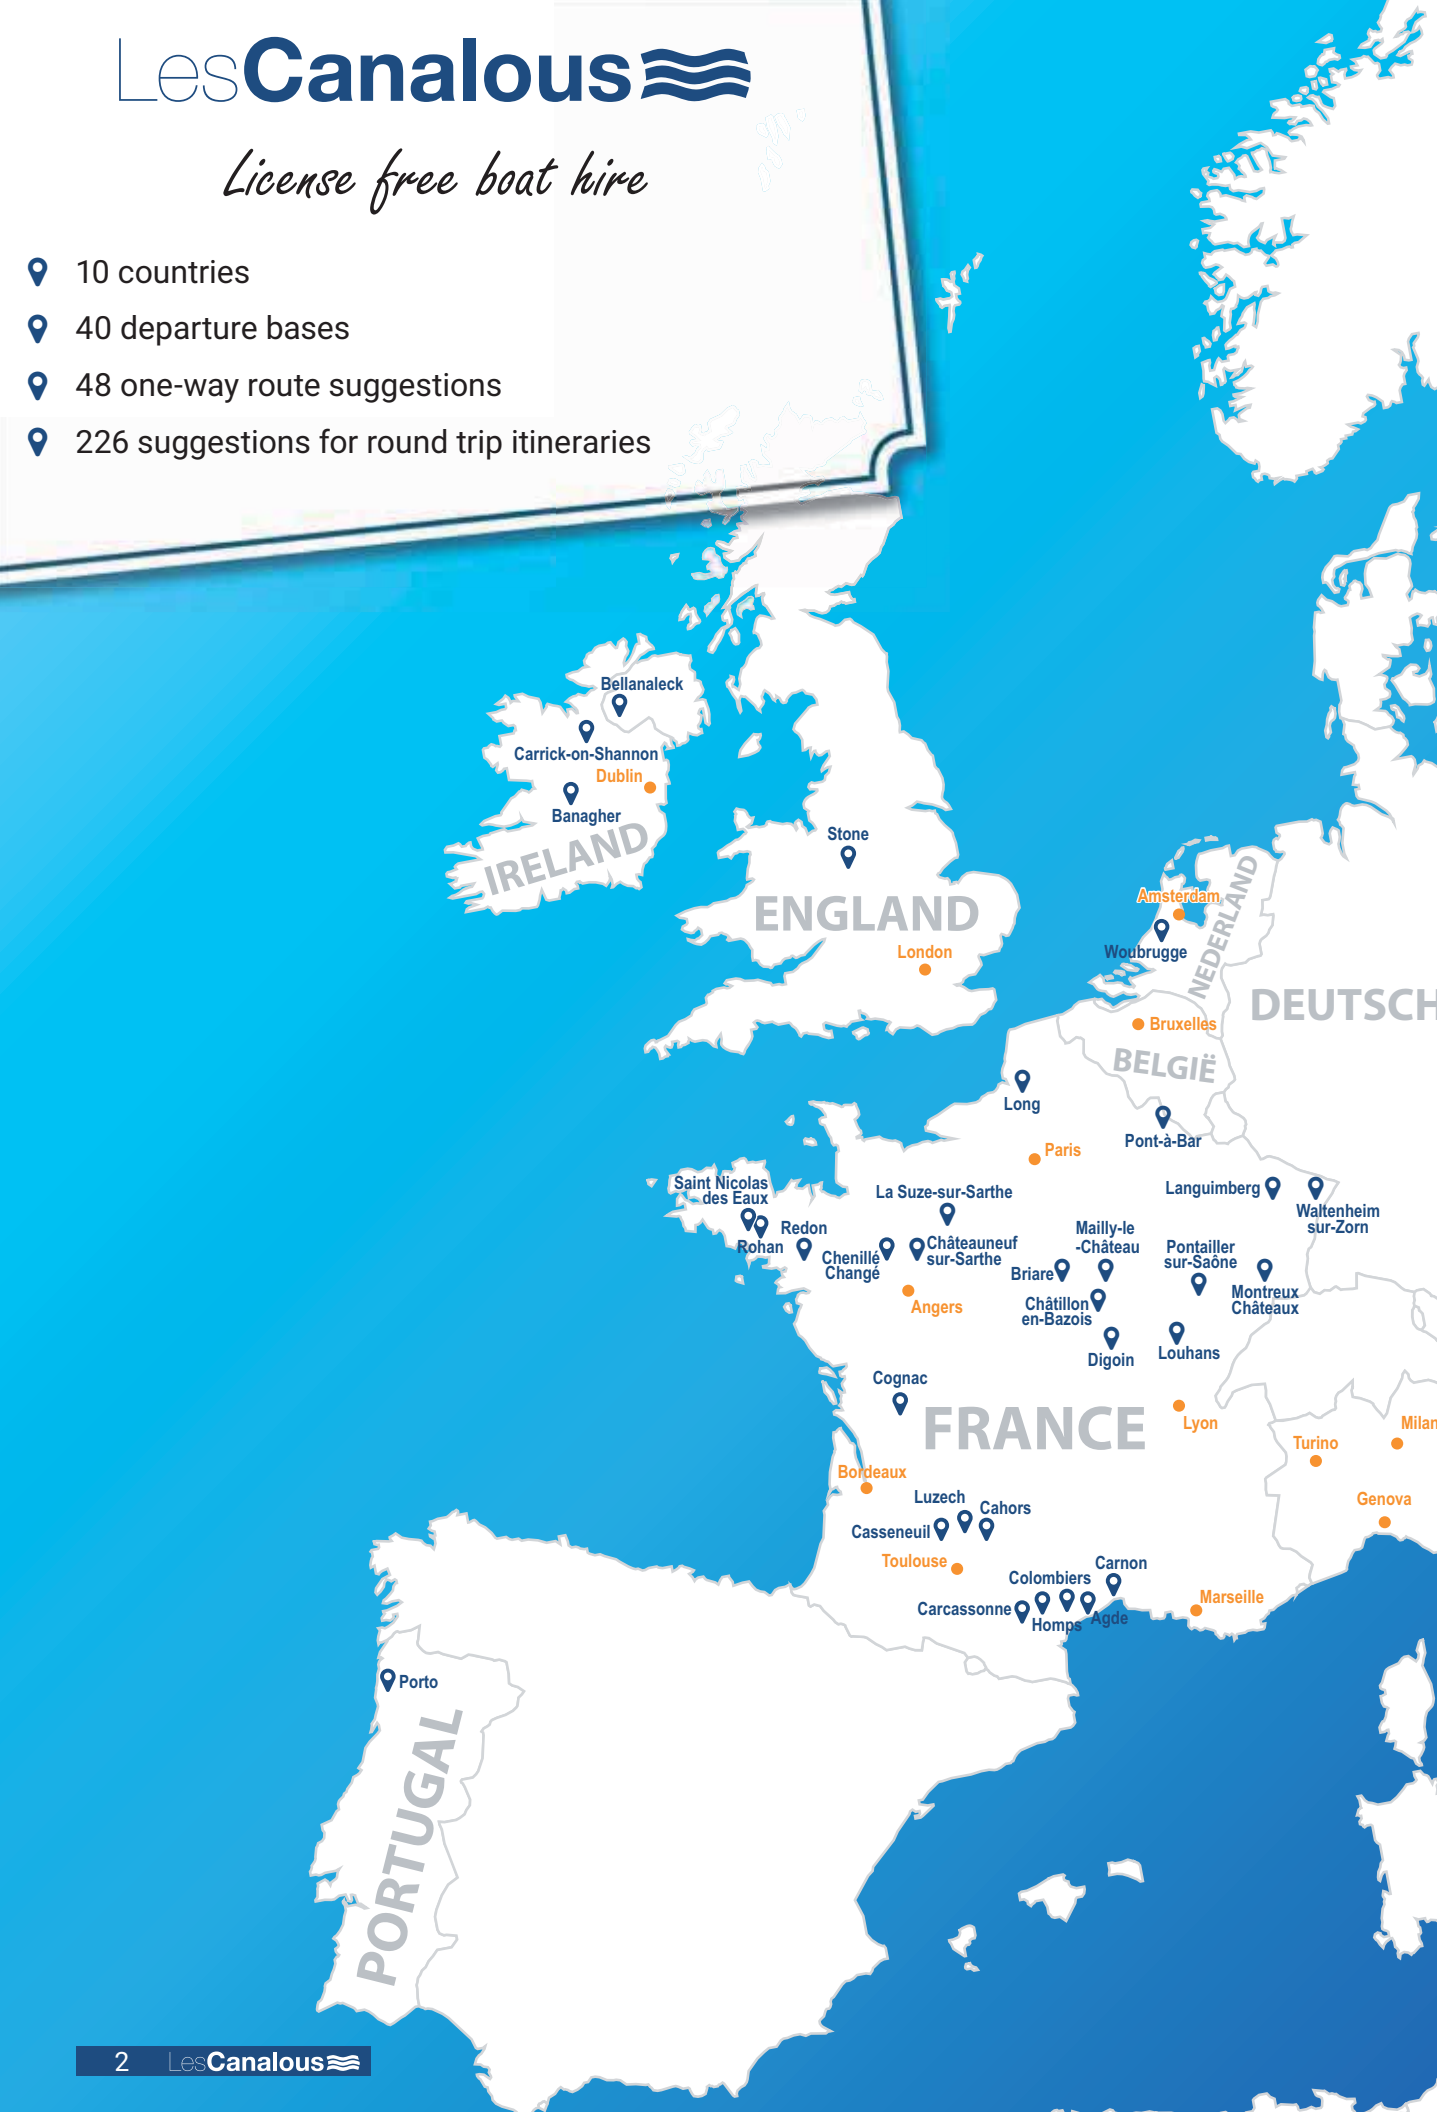 LesCanalous
License free boat hire
10 countries
40 departure bases
48 one-way route suggestions
226 suggestions for round trip itineraries
Bellanaleck
Carrick-on-Shannon
Dublin
Banagher
IRELAND
Stone
ENGLAND
London
Amsterdam
Woubrugge
NEDERLAND
DEUTSCH
Bruxelles
BELGIË
Long
Pont-à-Bar
Paris
Saint Nicolas
des Eaux
Rohan
Redon
La Suze-sur-Sarthe
Chenillé
Changé
Châteauneuf
sur-Sarthe
Angers
Languimberg
Waltenheim
sur-Zorn
Mailly-le
-Château
Briare
Pontailler
sur-Saône
Montreux
Châteaux
Châtillon
en-Bazois
Digoin
Louhans
Cognac
FRANCE
Lyon
Turino
Milan
Genova
Bordeaux
Luzech
Cahors
Casseneuil
Toulouse
Carnon
Colombiers
Carcassonne
Homps
Agde
Marseille
Porto
PORTUGAL
2 LesCanalous